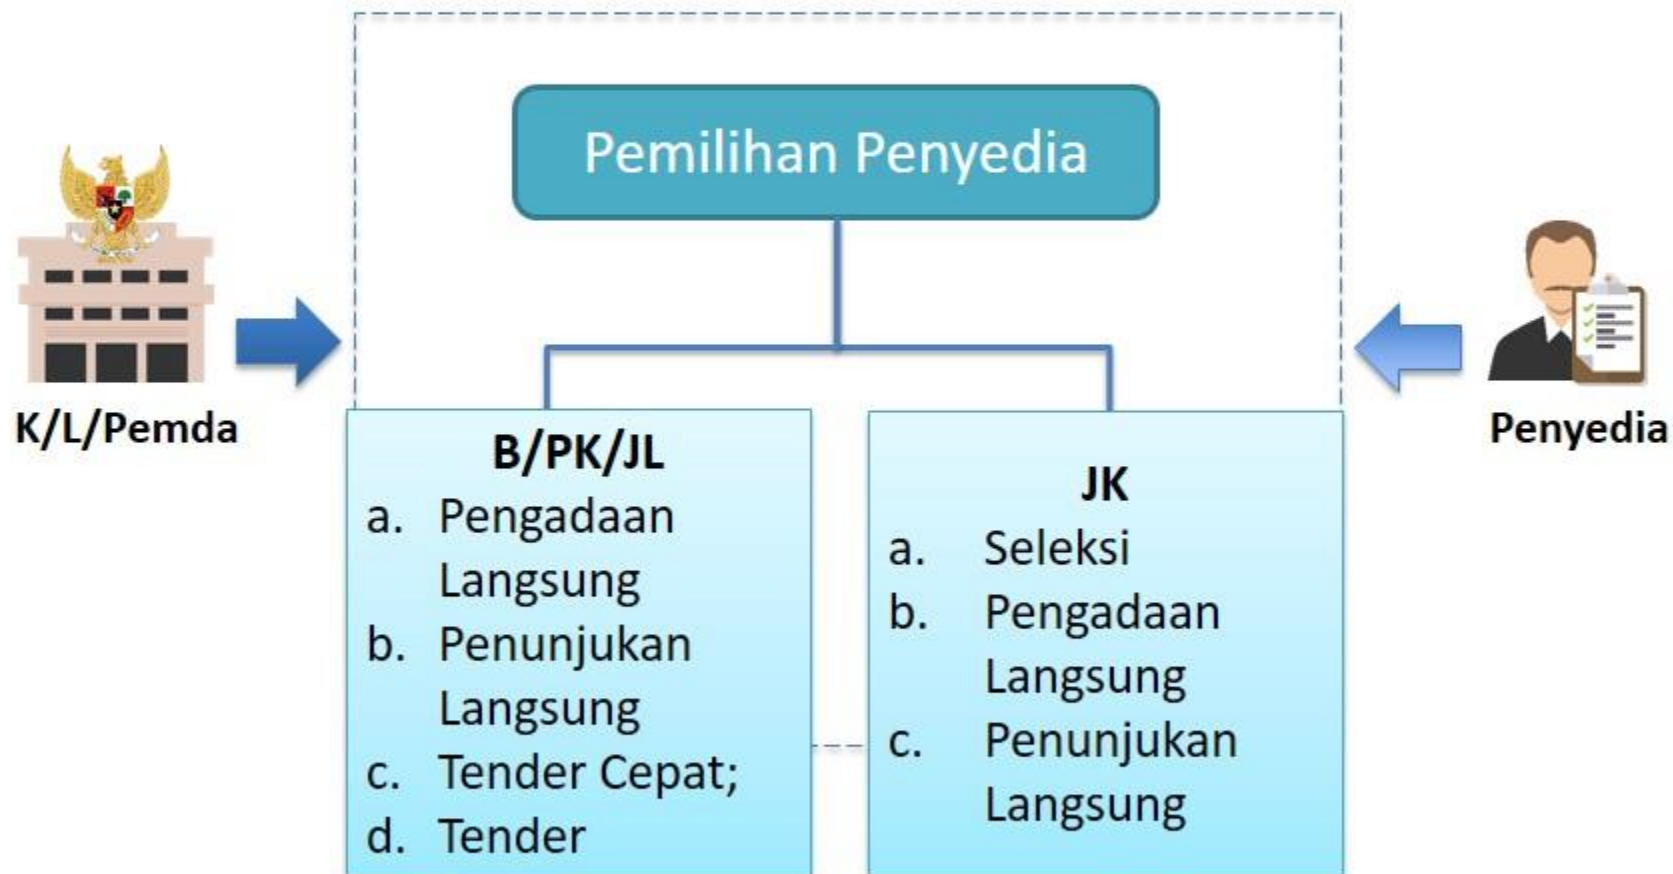 Pemilihan Penyedia
K/L/Pemda
Penyedia
B/PK/JL
a. Pengadaan
Langsung
b. Penunjukan
Langsung
c. Tender Cepat;
d. Tender
JK
a. Seleksi
b. Pengadaan
Langsung
c. Penunjukan
Langsung